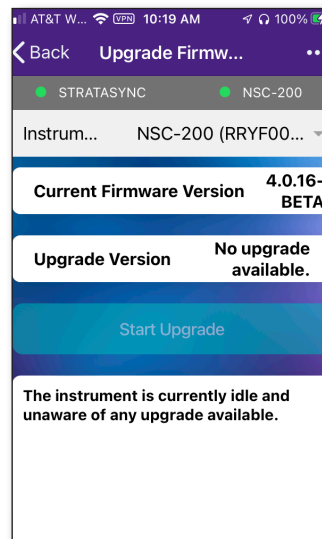 AT&T W... VPN 10:19 AM 100%
Back Upgrade Firmw...
STRATASYNC NSC-200
Instrum... NSC-200 (RRYF00...
Current Firmware Version 4.0.16-
BETA
Upgrade Version No upgrade
available.
Start Upgrade
The instrument is currently idle and
unaware of any upgrade available.